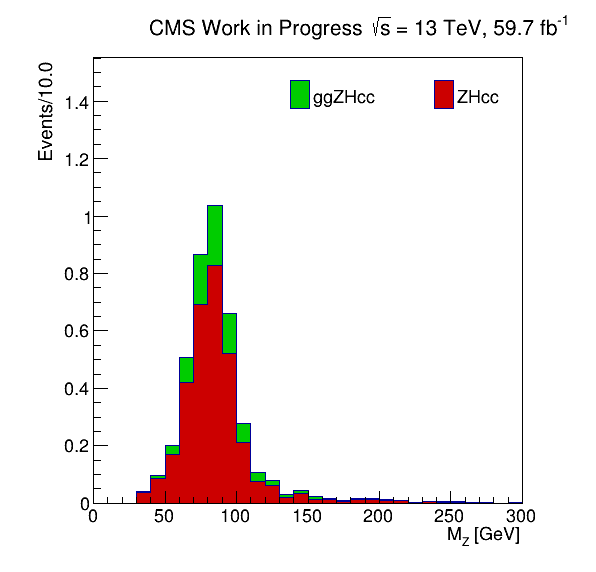 CMS Work in Progress √s = 13 TeV, 59.7 fb⁻¹
Events/10.0
ggZHcc ZHcc
1.4
1.2
1
0.8
0.6
0.4
0.2
0
0 50 100 150 200 250 300
M_Z [GeV]